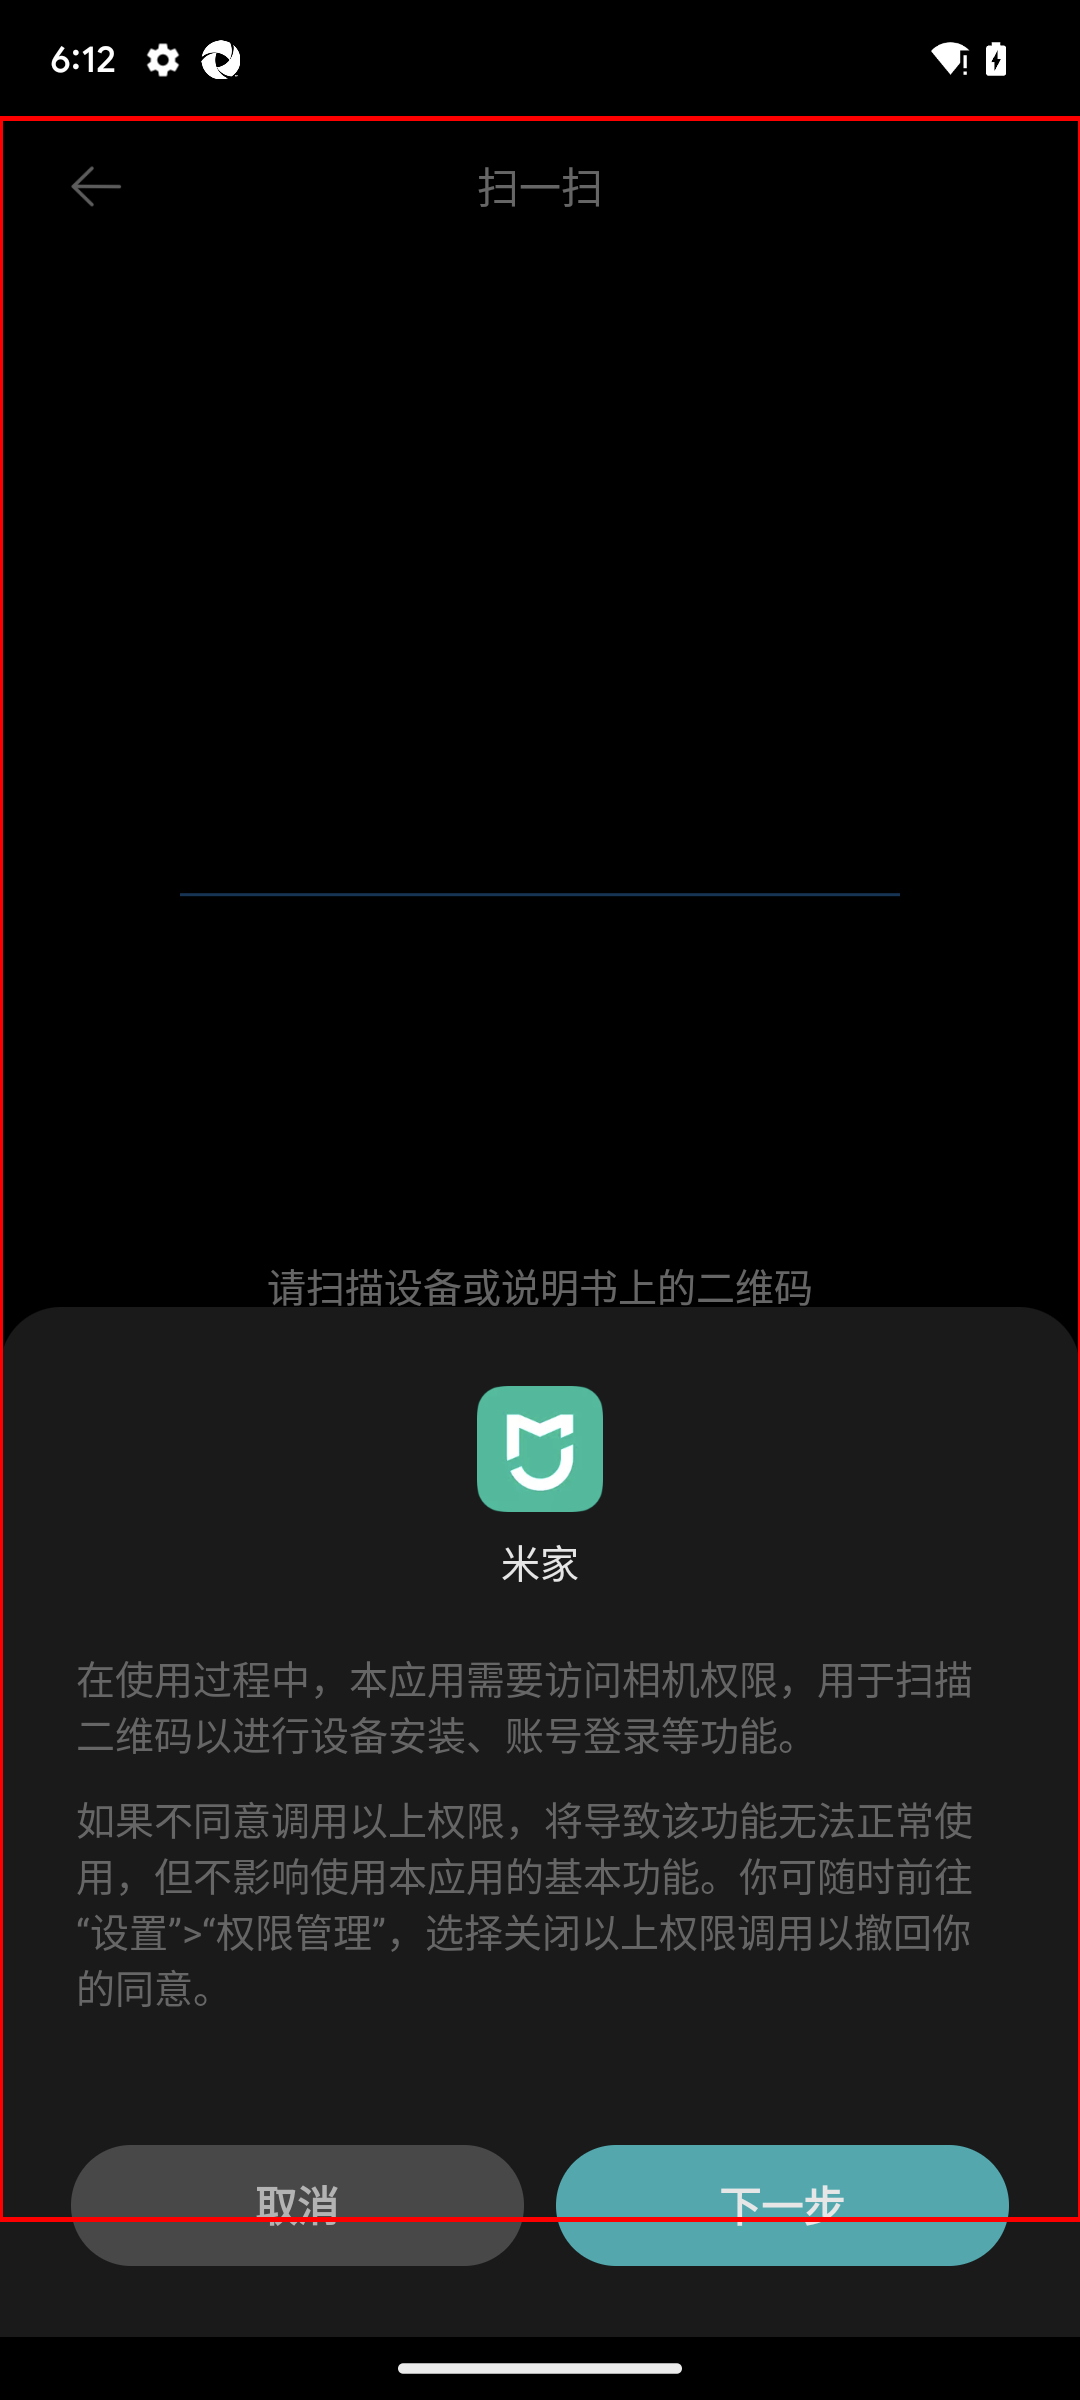 6:12
扫一扫
请扫描设备或说明书上的二维码
米家
在使用过程中，本应用需要访问相机权限，用于扫描
二维码以进行设备安装、账号登录等功能。
如果不同意调用以上权限，将导致该功能无法正常使
用，但不影响使用本应用的基本功能。你可随时前往
“设置”>“权限管理”，选择关闭以上权限调用以撤回你
的同意。
取消
下一步